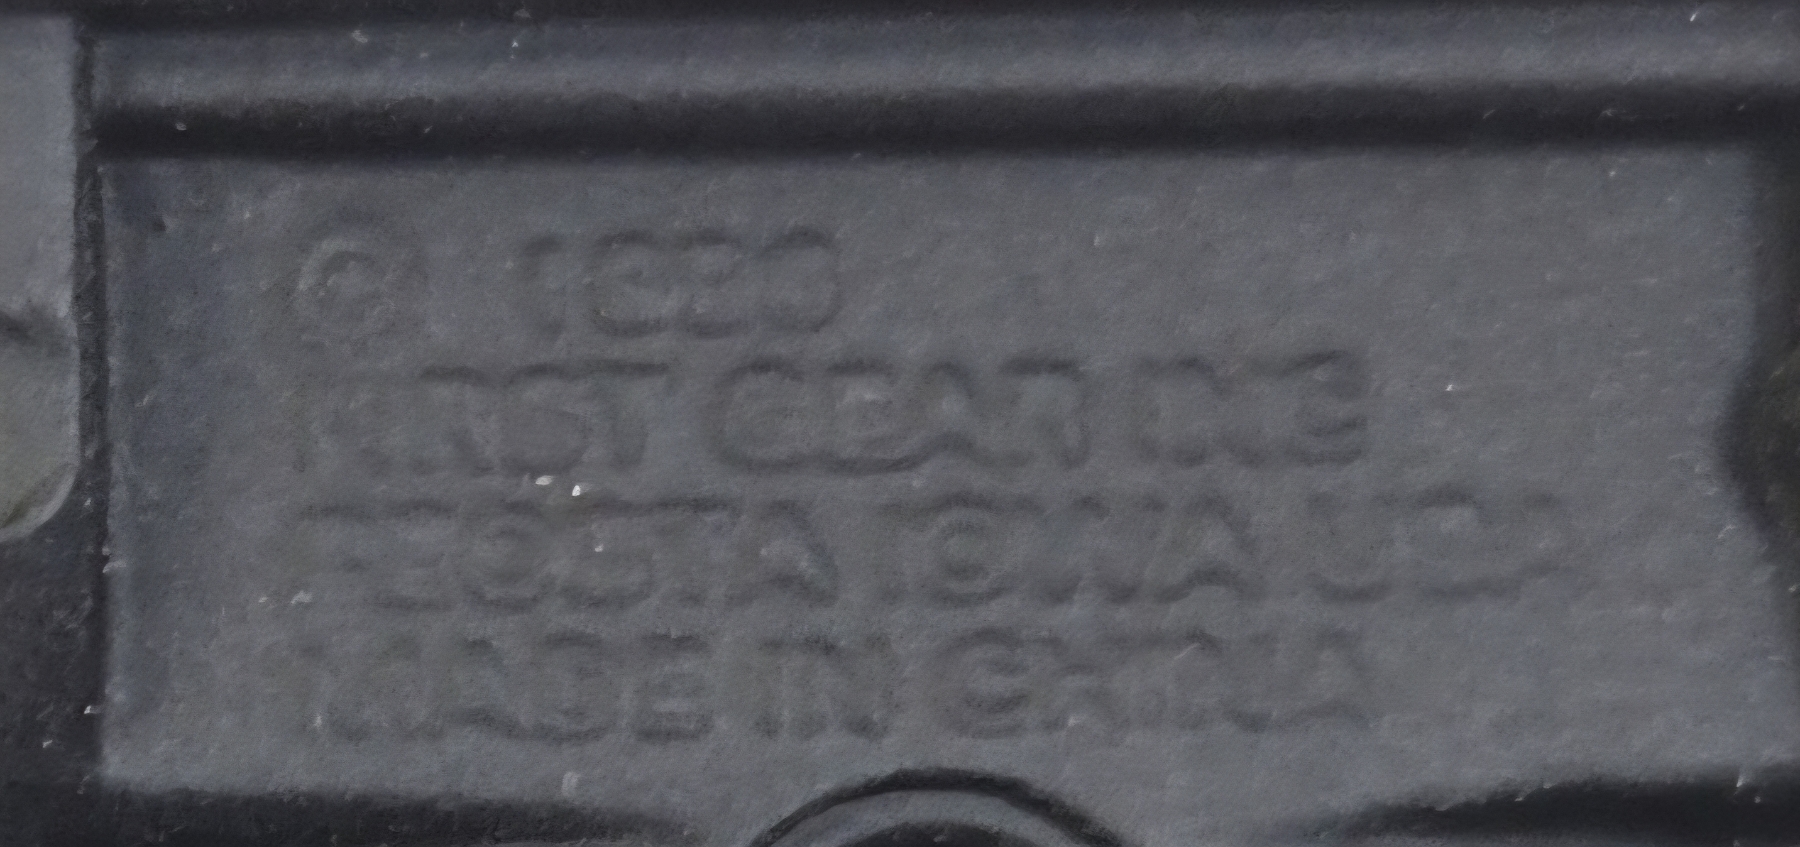 ©
FIRST GEAR INC
PEOSTA IOWA USA
MADE IN CHINA